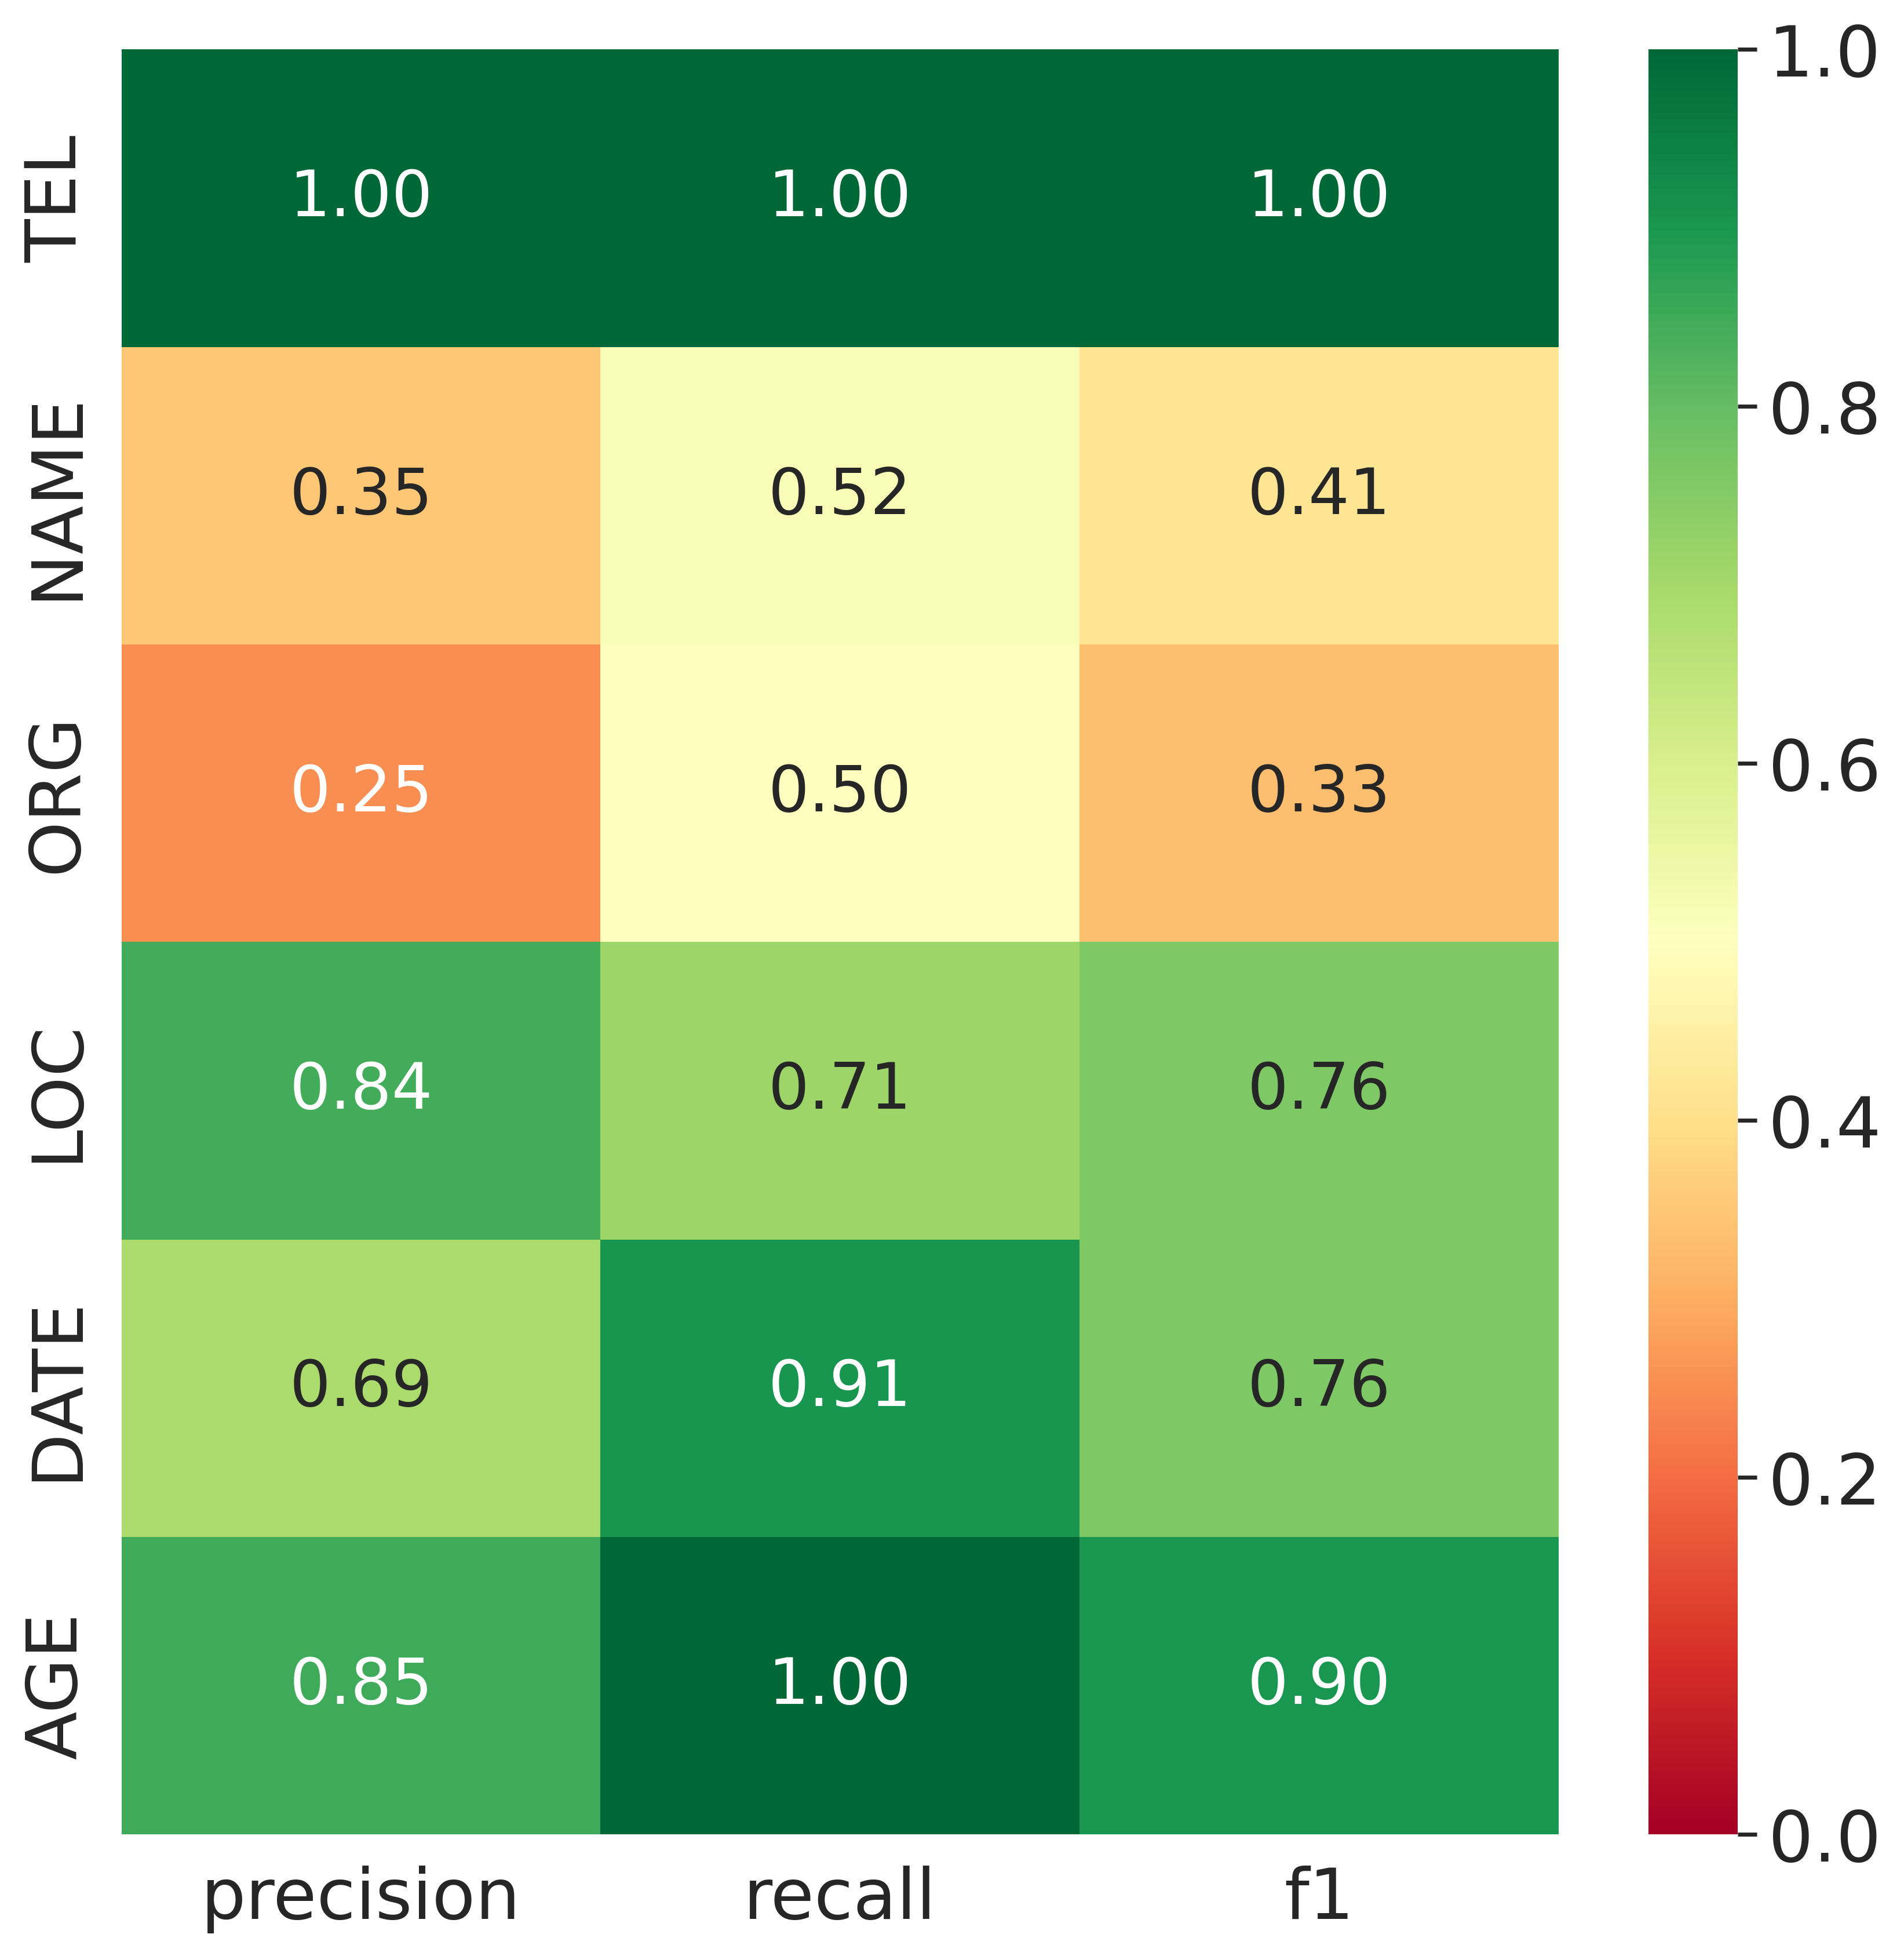 TEL 1.00 1.00 1.00
NAME 0.35 0.52 0.41
ORG 0.25 0.50 0.33
LOC 0.84 0.71 0.76
DATE 0.69 0.91 0.76
AGE 0.85 1.00 0.90
precision recall f1
1.0
0.8
0.6
0.4
0.2
0.0